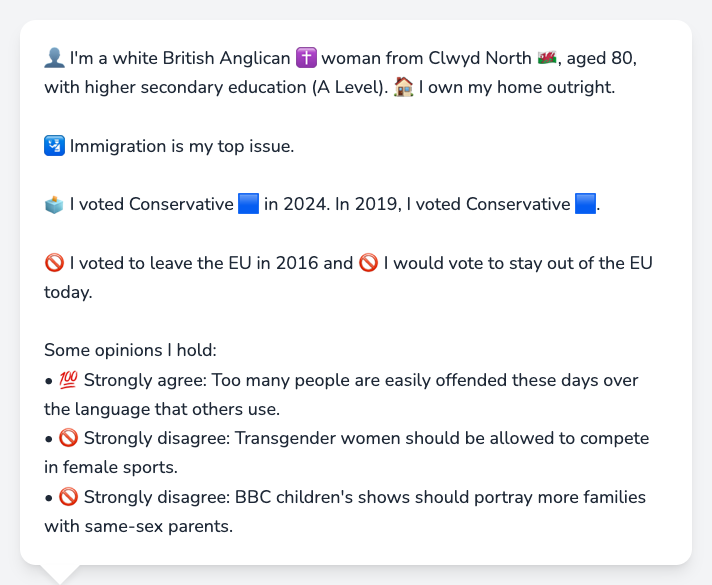 👤 I'm a white British Anglican ✝️ woman from Clwyd North 🏴󠁧󠁢󠁷󠁬󠁳󠁿, aged 80,
with higher secondary education (A Level). 🏠 I own my home outright.
🛂 Immigration is my top issue.
🗳️ I voted Conservative 🟦 in 2024. In 2019, I voted Conservative 🟦.
🚫 I voted to leave the EU in 2016 and 🚫 I would vote to stay out of the EU
today.
Some opinions I hold:
• 💯 Strongly agree: Too many people are easily offended these days over
the language that others use.
• 🚫 Strongly disagree: Transgender women should be allowed to compete
in female sports.
• 🚫 Strongly disagree: BBC children's shows should portray more families
with same-sex parents.